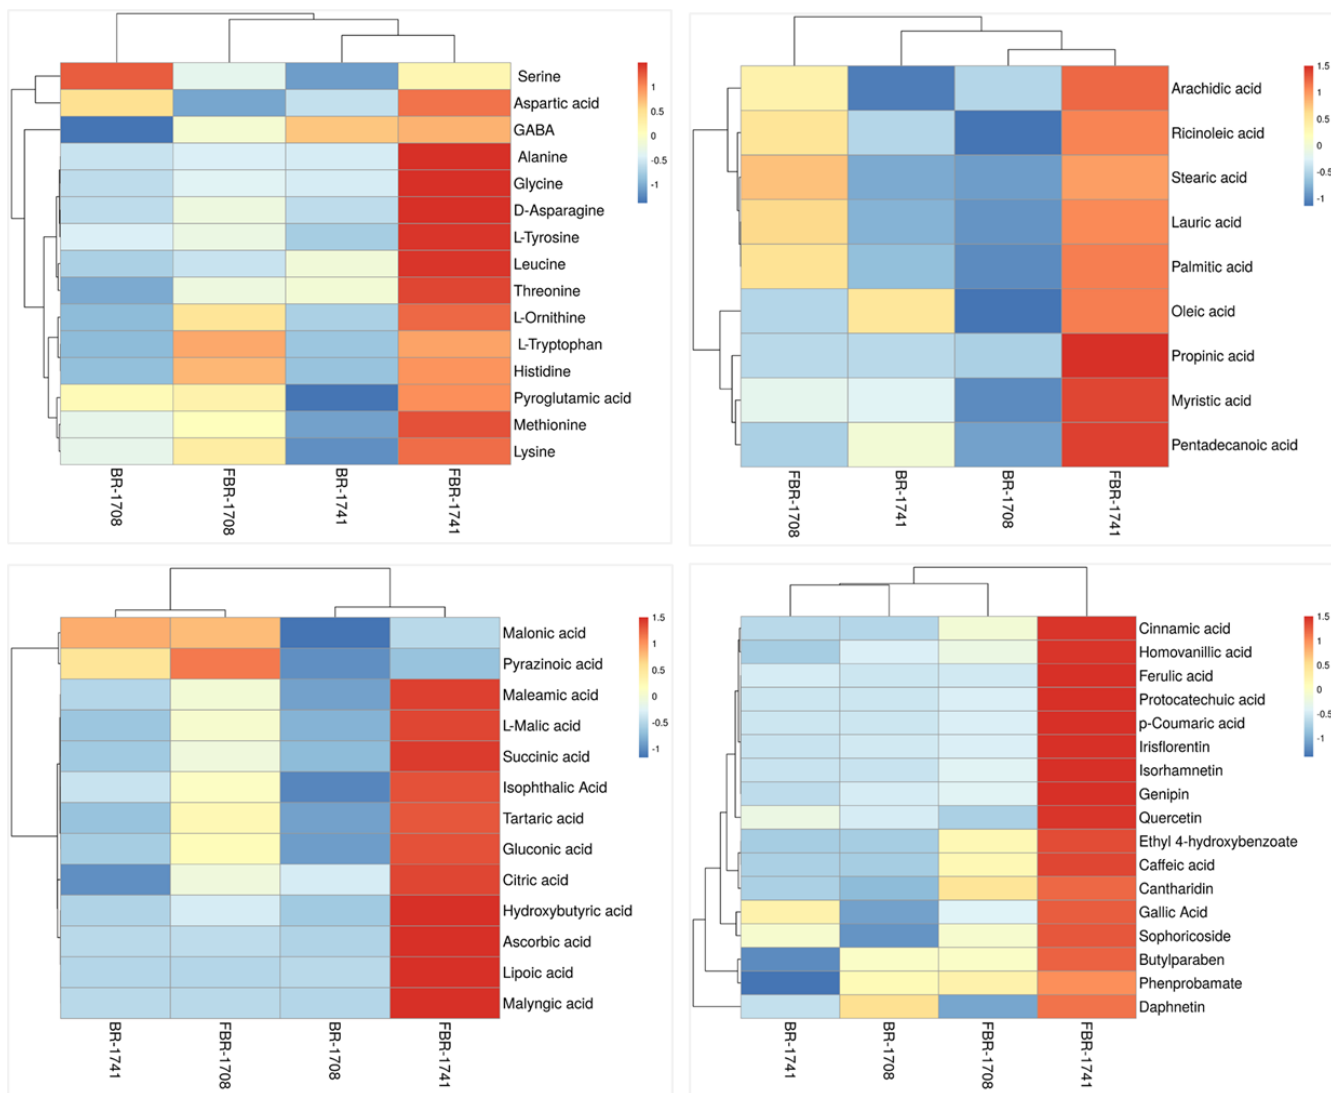 Serine
Aspartic acid
GABA
Alanine
Glycine
D-Asparagine
L-Tyrosine
Leucine
Threonine
L-Ornithine
L-Tryptophan
Histidine
Pyroglutamic acid
Methionine
Lysine
1
0.5
0
-0.5
-1
BR-1708
FBR-1708
BR-1741
FBR-1741
Arachidic acid
Ricinoleic acid
Stearic acid
Lauric acid
Palmitic acid
Oleic acid
Propinic acid
Myristic acid
Pentadecanoic acid
1.5
1
0.5
0
-0.5
-1
FBR-1708
BR-1741
BR-1708
FBR-1741
Malonic acid
Pyrazinoic acid
Maleamic acid
L-Malic acid
Succinic acid
Isophthalic Acid
Tartaric acid
Gluconic acid
Citric acid
Hydroxybutyric acid
Ascorbic acid
Lipoic acid
Malyngic acid
1.5
1
0.5
0
-0.5
-1
BR-1741
FBR-1708
BR-1708
FBR-1741
Cinnamic acid
Homovanillic acid
Ferulic acid
Protocatechuic acid
p-Coumaric acid
Irisflorentin
Isorhamnetin
Genipin
Quercetin
Ethyl 4-hydroxybenzoate
Caffeic acid
Cantharidin
Gallic Acid
Sophoricoside
Butylparaben
Phenprobamate
Daphnetin
1.5
1
0.5
0
-0.5
-1
BR-1741
BR-1708
FBR-1708
FBR-1741